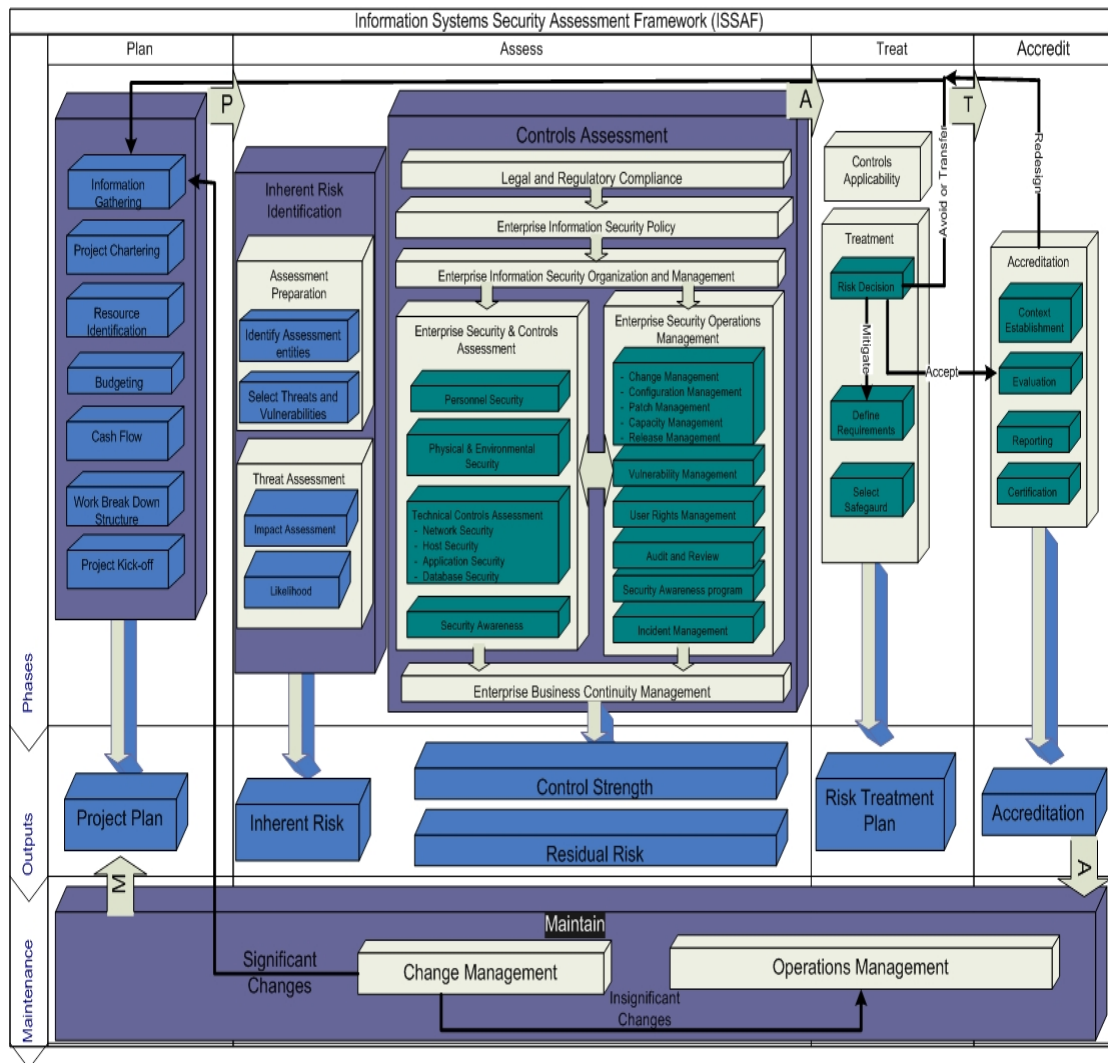 Information Systems Security Assessment Framework (ISSAF)
Plan
Assess
Treat
Accredit
P
A
T
Information
Gathering
Project Chartering
Resource
Identification
Budgeting
Cash Flow
Work Break Down
Structure
Project Kick-off
Inherent Risk
Identification
Assessment
Preparation
Identify Assessment
entities
Select Threats and
Vulnerabilities
Threat Assessment
Impact Assessment
Likelihood
Controls Assessment
Legal and Regulatory Compliance
Enterprise Information Security Policy
Enterprise Information Security Organization and Management
Enterprise Security & Controls
Assessment
Personnel Security
Physical & Environmental
Security
Technical Controls Assessment
- Network Security
- Host Security
- Application Security
- Database Security
Security Awareness
Enterprise Security Operations
Management
- Change Management
- Configuration Management
- Patch Management
- Capacity Management
- Release Management
Vulnerability Management
User Rights Management
Audit and Review
Security Awareness program
Incident Management
Enterprise Business Continuity Management
Controls
Applicability
Treatment
Risk Decision
Avoid or Transfer
Mitigate
Accept
Define
Requirements
Select
Safegaurd
Redesign
Accreditation
Context
Establishment
Evaluation
Reporting
Certification
Phases
Outputs
Project Plan
Inherent Risk
Control Strength
Residual Risk
Risk Treatment
Plan
Accreditation
M
A
Maintenance
Maintain
Significant
Changes
Change Management
Insignificant
Changes
Operations Management